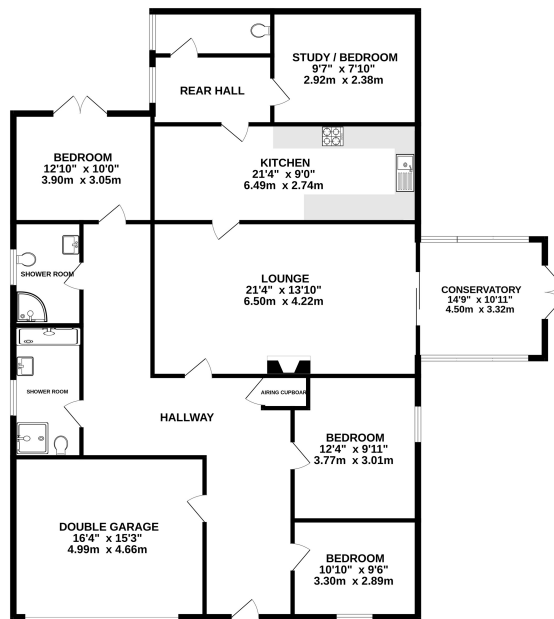 STUDY / BEDROOM
9'7" x 7'10"
2.92m x 2.38m
REAR HALL
BEDROOM
12'10" x 10'0"
3.90m x 3.05m
KITCHEN
21'4" x 9'0"
6.49m x 2.74m
SHOWER ROOM
LOUNGE
21'4" x 13'10"
6.50m x 4.22m
CONSERVATORY
14'9" x 10'11"
4.50m x 3.32m
SHOWER ROOM
AIRING CUPBOARD
HALLWAY
BEDROOM
12'4" x 9'11"
3.77m x 3.01m
DOUBLE GARAGE
16'4" x 15'3"
4.99m x 4.66m
BEDROOM
10'10" x 9'6"
3.30m x 2.89m